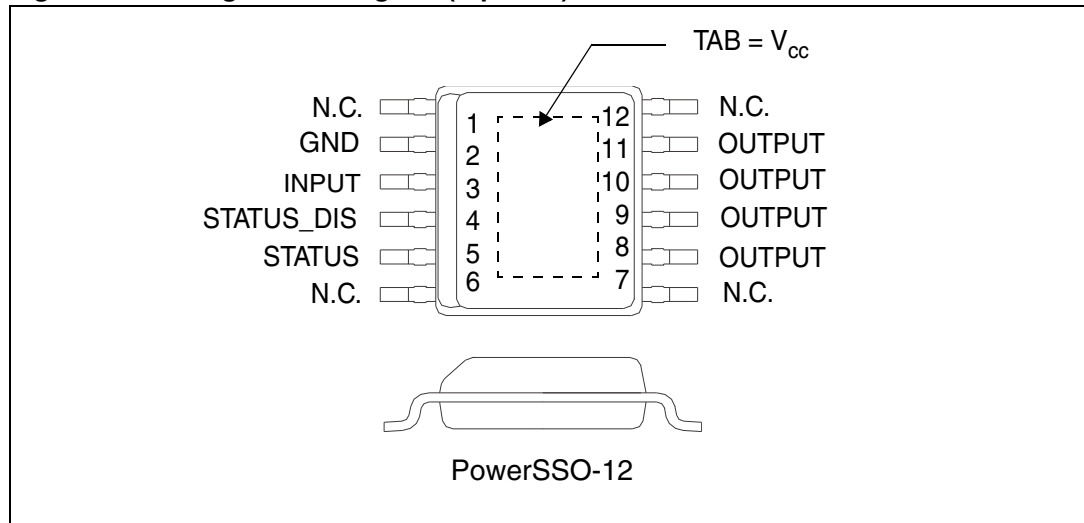 TAB = Vcc
N.C. 1 12 N.C.
GND 2 11 OUTPUT
INPUT 3 10 OUTPUT
STATUS_DIS 4 9 OUTPUT
STATUS 5 8 OUTPUT
N.C. 6 7 N.C.
PowerSSO-12